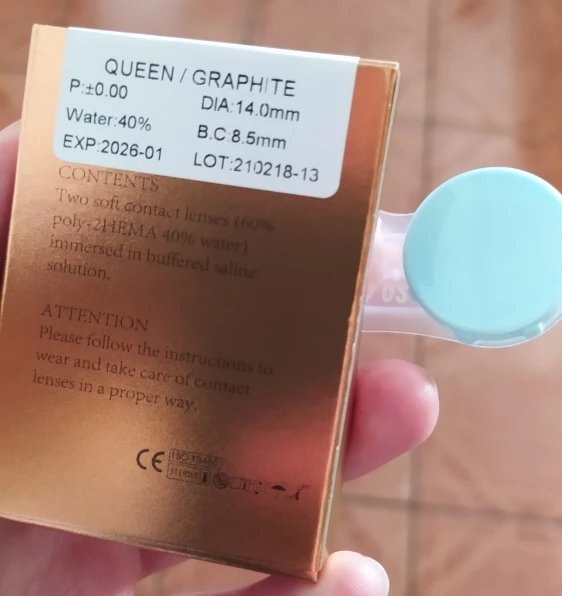 QUEEN / GRAPHITE
P:±0.00 DIA:14.0mm
Water:40% B.C:8.5mm
EXP:2026-01 LOT:210218-13
CONTENTS
Two soft contact lenses (60%
poly-2HEMA 40% water)
immersed in buffered saline
solution.
ATTENTION
Please follow the instructions to
wear and take care of contact
lenses in a proper way.
CE
STERILE
02